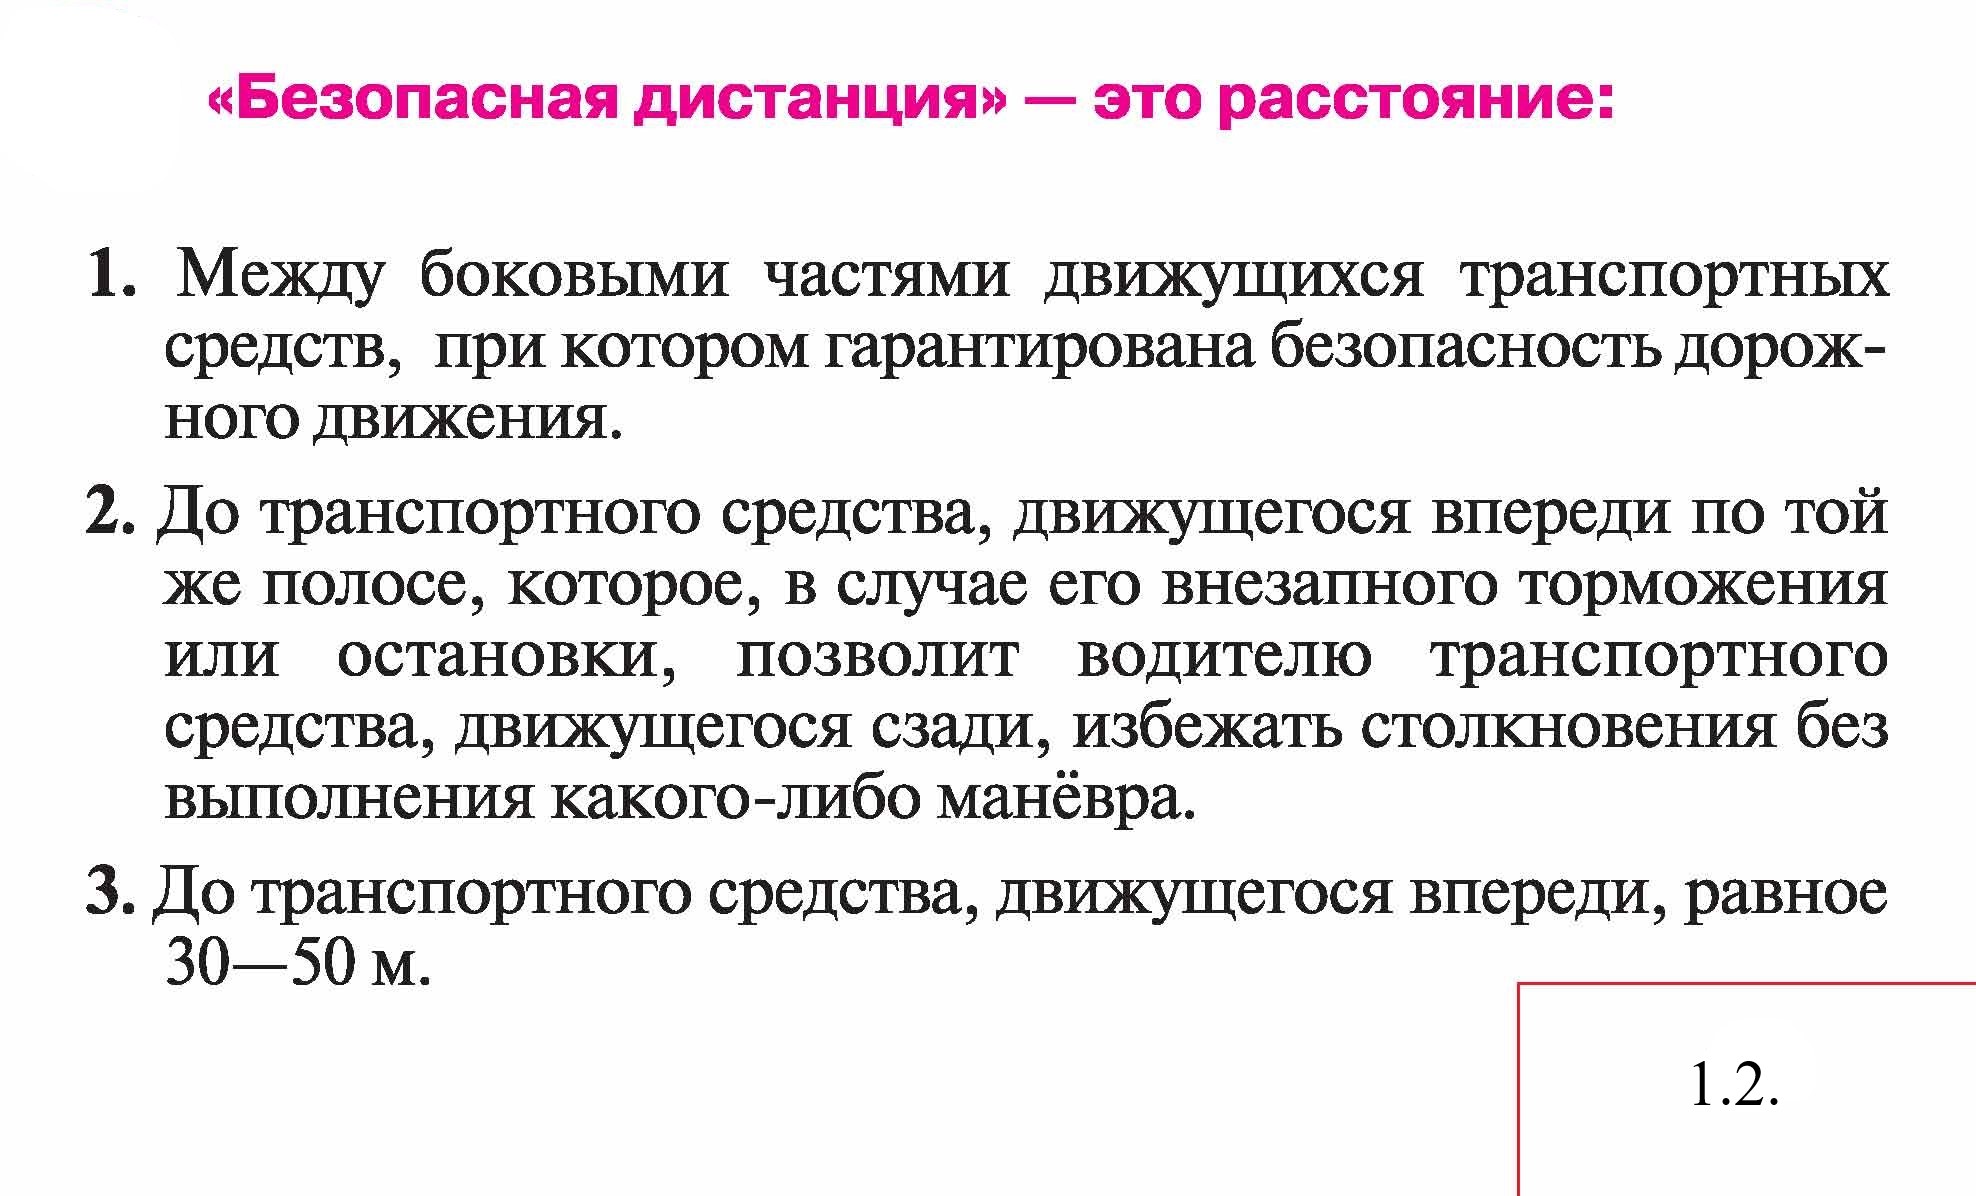 «Безопасная дистанция» — это расстояние:
1. Между боковыми частями движущихся транспортных
средств, при котором гарантирована безопасность дорож-
ного движения.
2. До транспортного средства, движущегося впереди по той
же полосе, которое, в случае его внезапного торможения
или остановки, позволит водителю транспортного
средства, движущегося сзади, избежать столкновения без
выполнения какого-либо манёвра.
3. До транспортного средства, движущегося впереди, равное
30—50 м.
1.2.